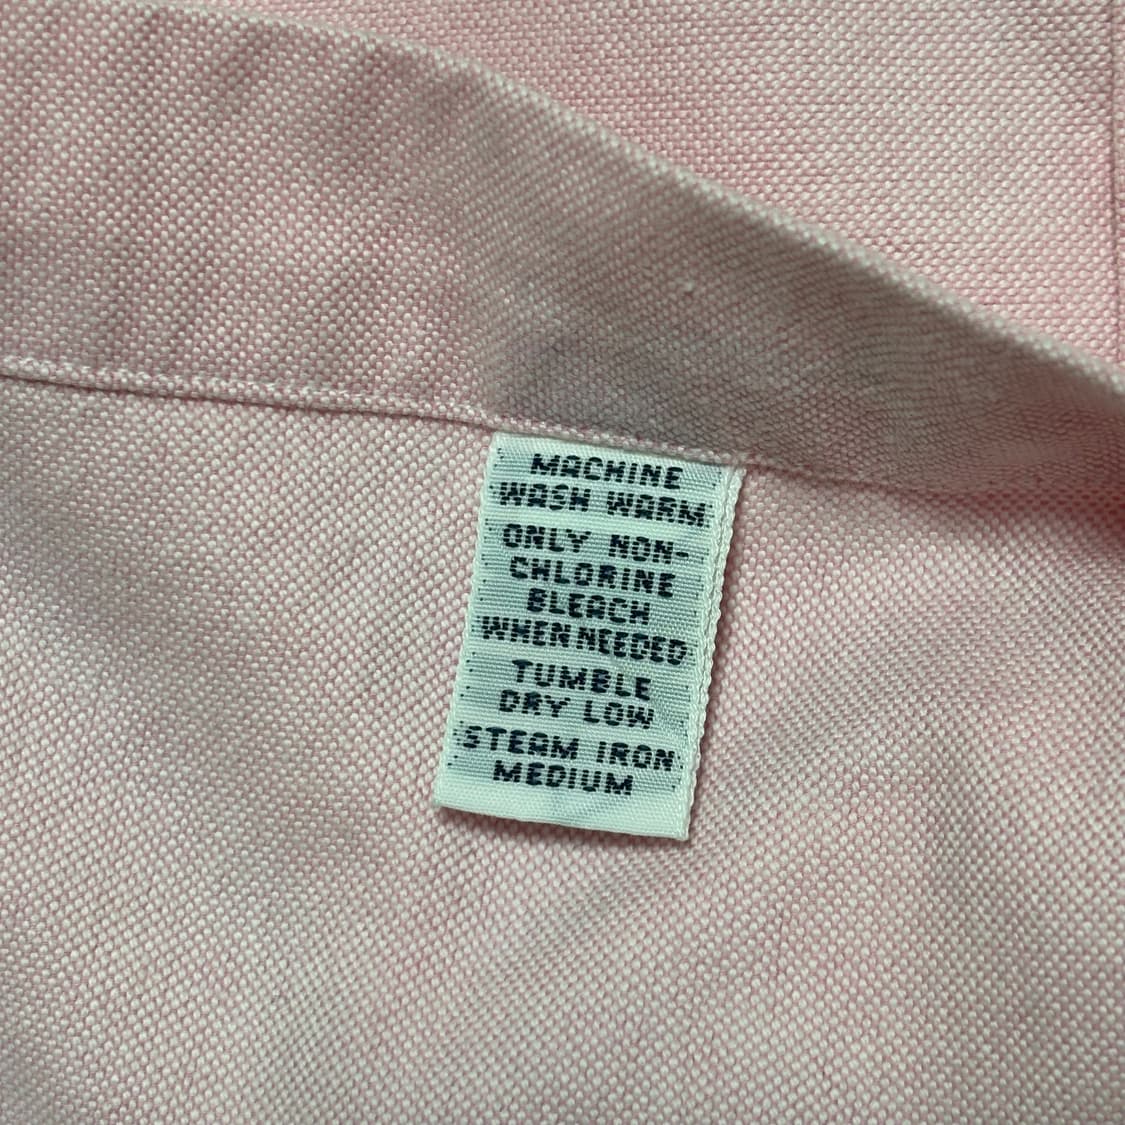 MACHINE
WASH WARM
ONLY NON-
CHLORINE
BLEACH
WHEN NEEDED
TUMBLE
DRY LOW
STEAM IRON
MEDIUM